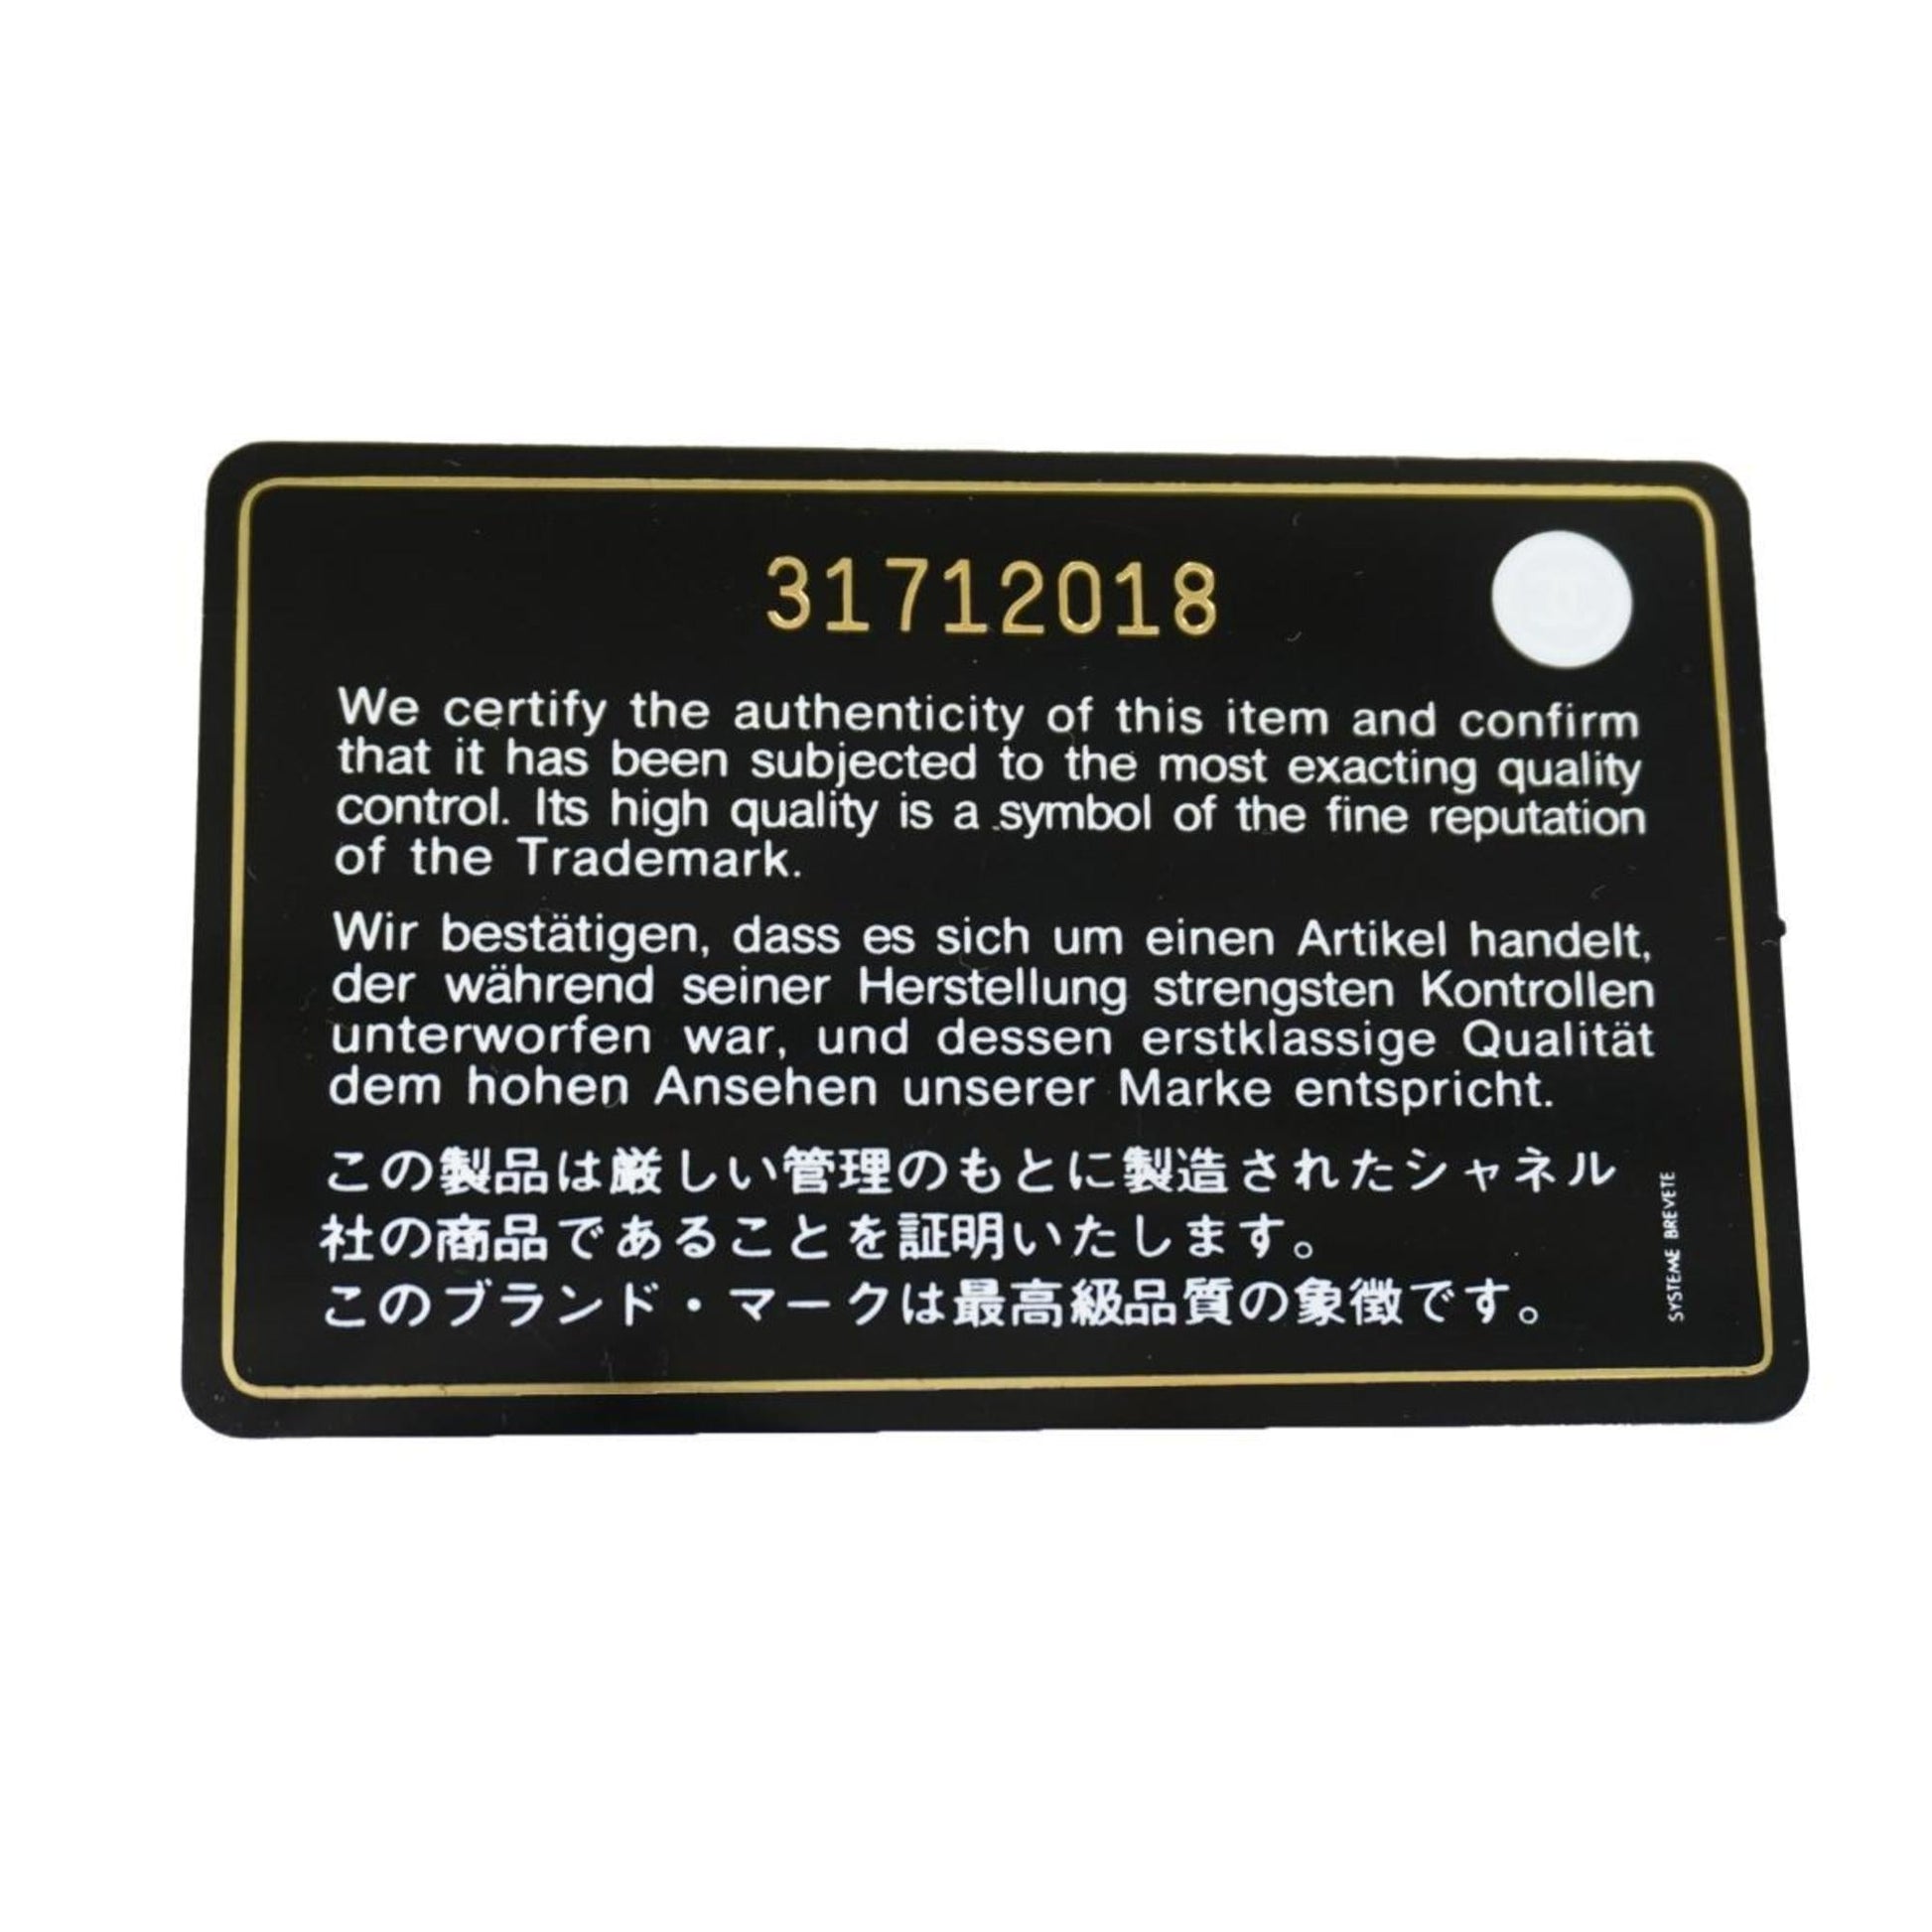 31712018
We certify the authenticity of this item and confirm
that it has been subjected to the most exacting quality
control. Its high quality is a symbol of the fine reputation
of the Trademark.
Wir bestätigen, dass es sich um einen Artikel handelt,
der während seiner Herstellung strengsten Kontrollen
unterworfen war, und dessen erstklassige Qualität
dem hohen Ansehen unserer Marke entspricht.
この製品は厳しい管理のもとに製造されたシャネル
社の商品であることを証明いたします。
このブランド・マークは最高級品質の象徴です。
SYSTEME BREVETE